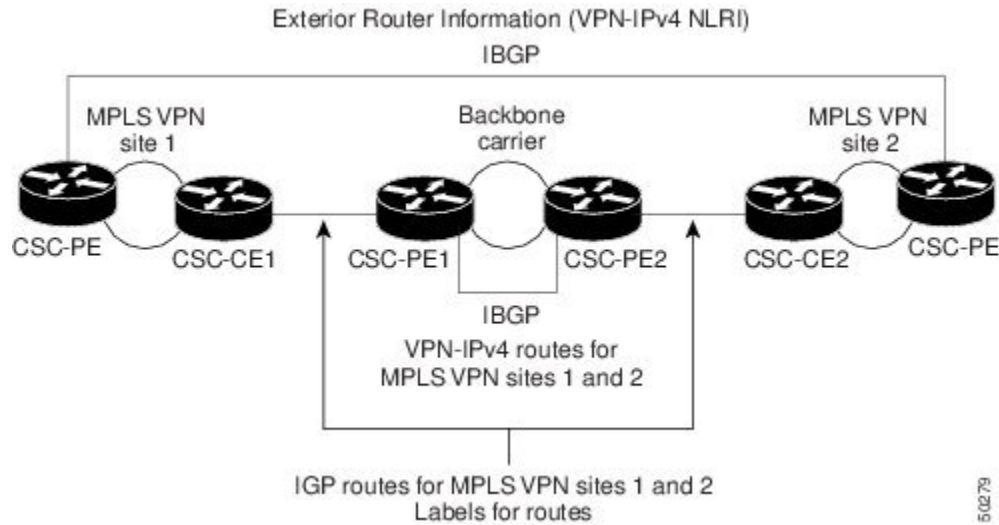 Exterior Router Information (VPN-IPv4 NLRI)
IBGP
MPLS VPN
site 1
Backbone
carrier
MPLS VPN
site 2
CSC-PE
CSC-CE1
CSC-PE1
CSC-PE2
CSC-CE2
CSC-PE
IBGP
VPN-IPv4 routes for
MPLS VPN sites 1 and 2
IGP routes for MPLS VPN sites 1 and 2
Labels for routes
50279